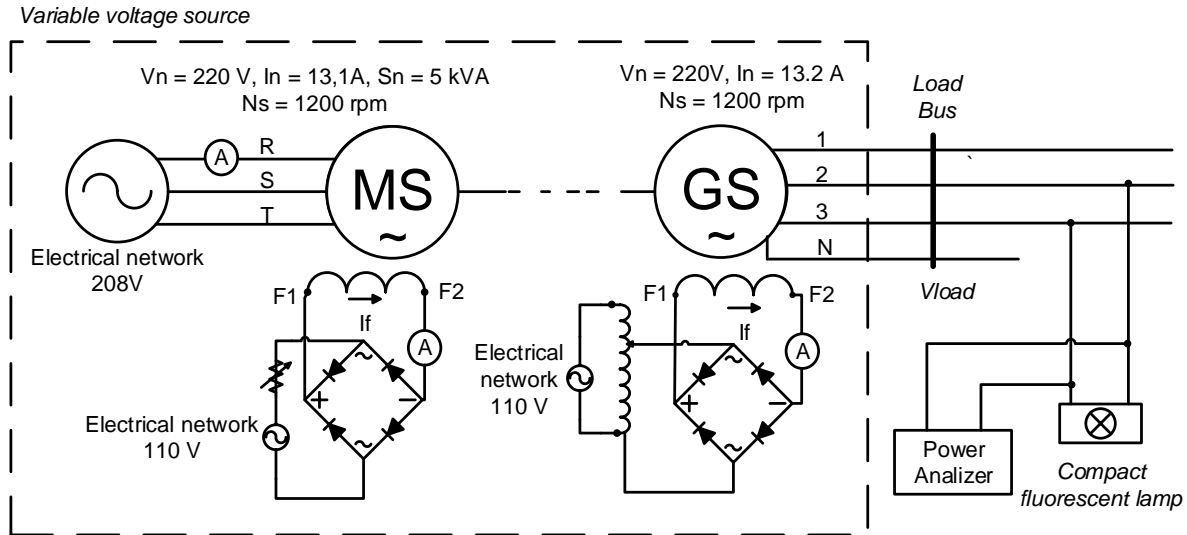 Variable voltage source
Vn = 220 V, In = 13,1A, Sn = 5 kVA
Ns = 1200 rpm
Vn = 220V, In = 13.2 A
Ns = 1200 rpm
Load
Bus
A
R
S
T
MS
~
GS
~
1
2
3
N
Electrical network
208V
Vload
F1
F2
If
A
+
−
~
~
Electrical network
110 V
F1
F2
If
A
+
−
~
~
Electrical
network
110 V
Power
Analizer
Compact
fluorescent lamp